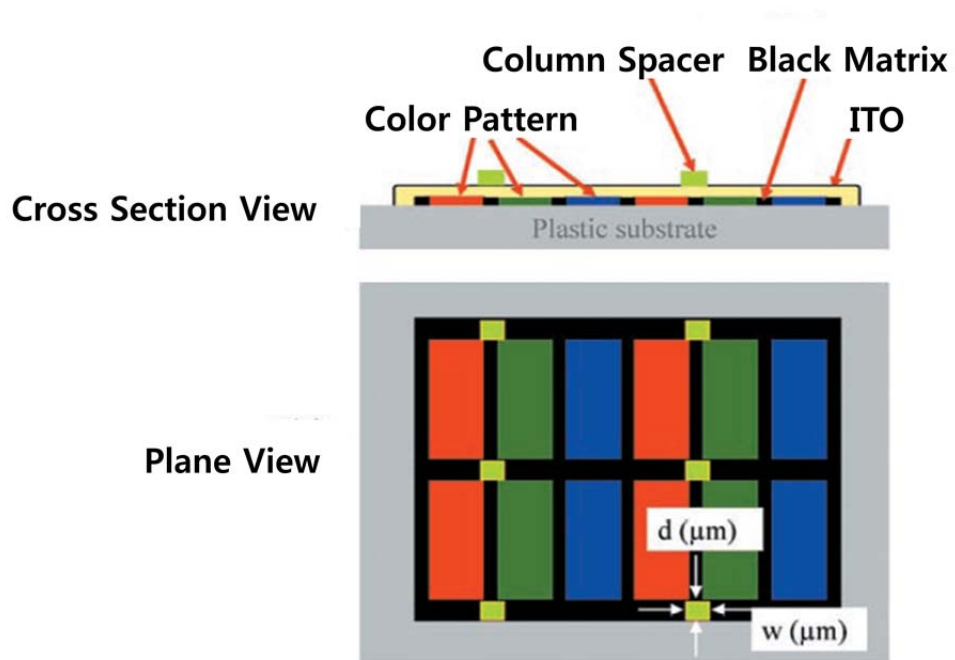 Column Spacer Black Matrix
Color Pattern ITO
Cross Section View
Plastic substrate
Plane View
d (µm)
w (µm)